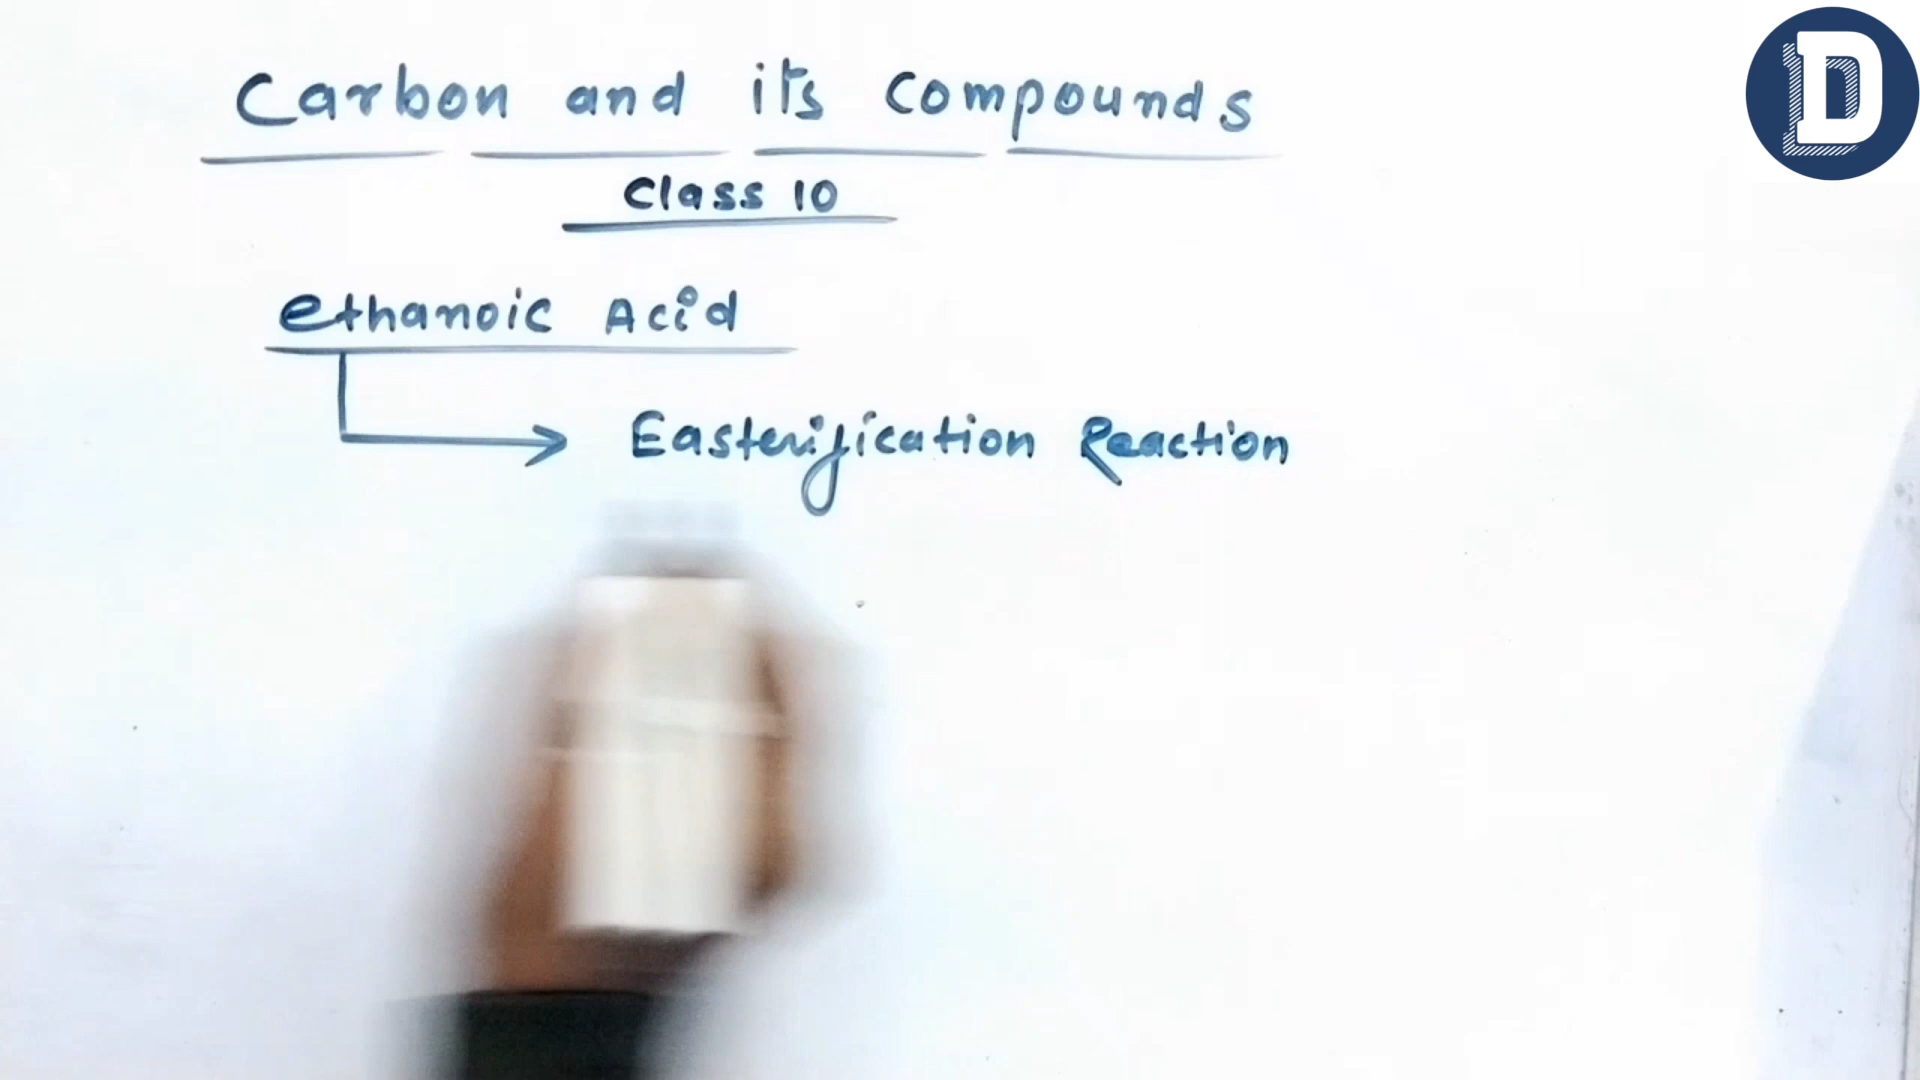 Carbon and its Compounds
Class 10
ethanoic Acid
Easterification Reaction
D